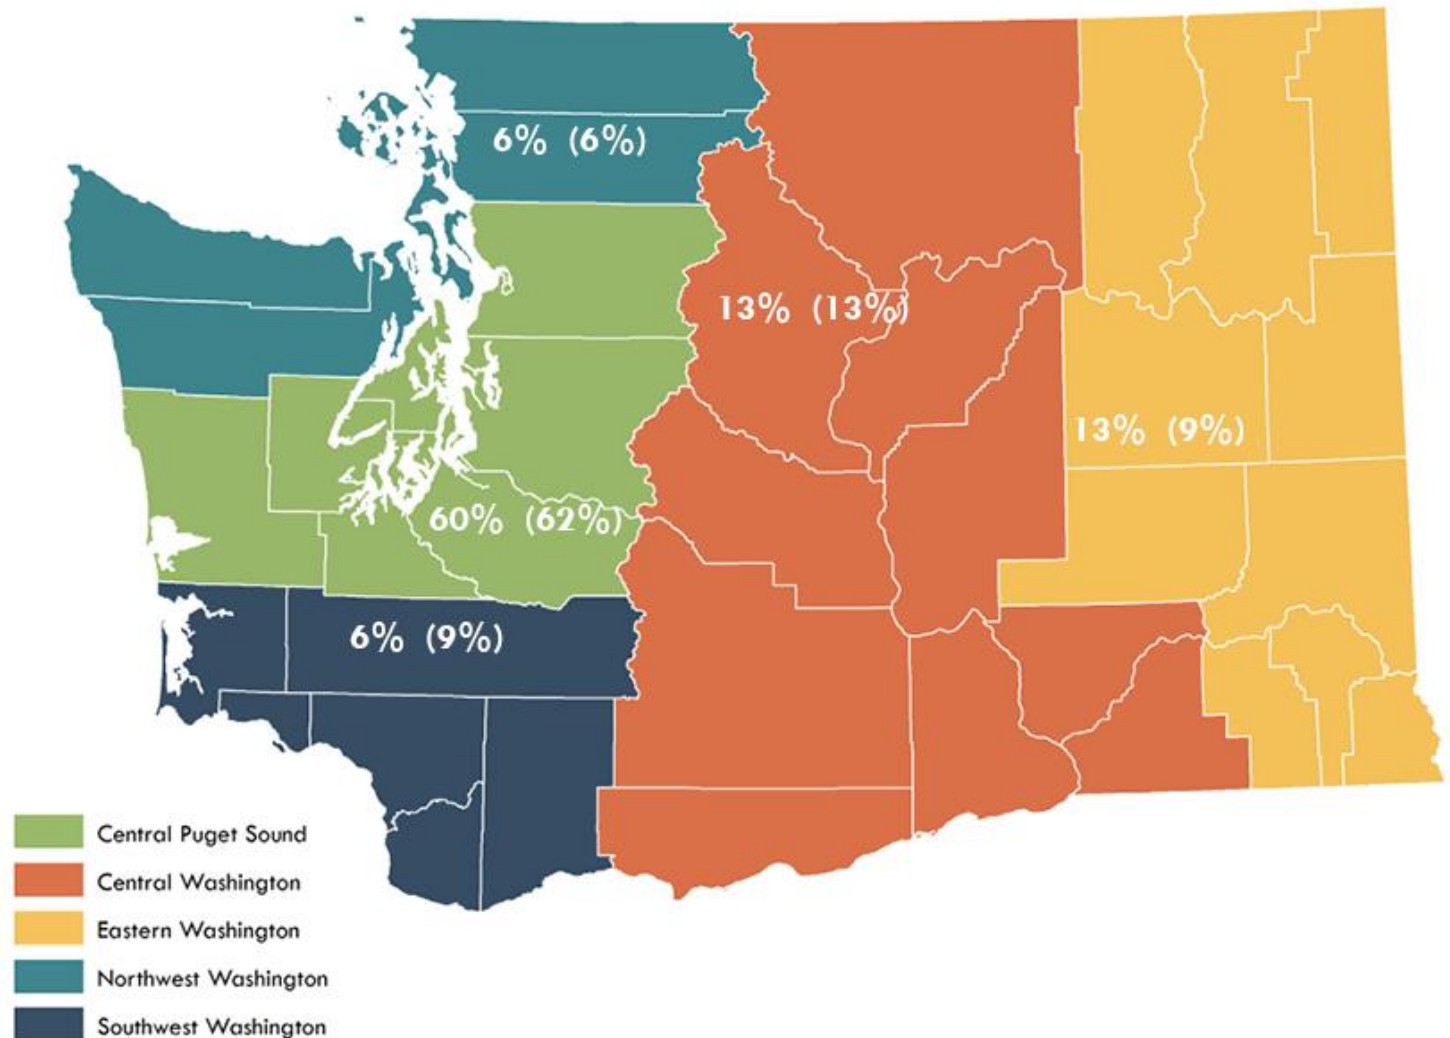 6% (6%)
13% (13%)
13% (9%)
60% (62%)
6% (9%)
Central Puget Sound
Central Washington
Eastern Washington
Northwest Washington
Southwest Washington